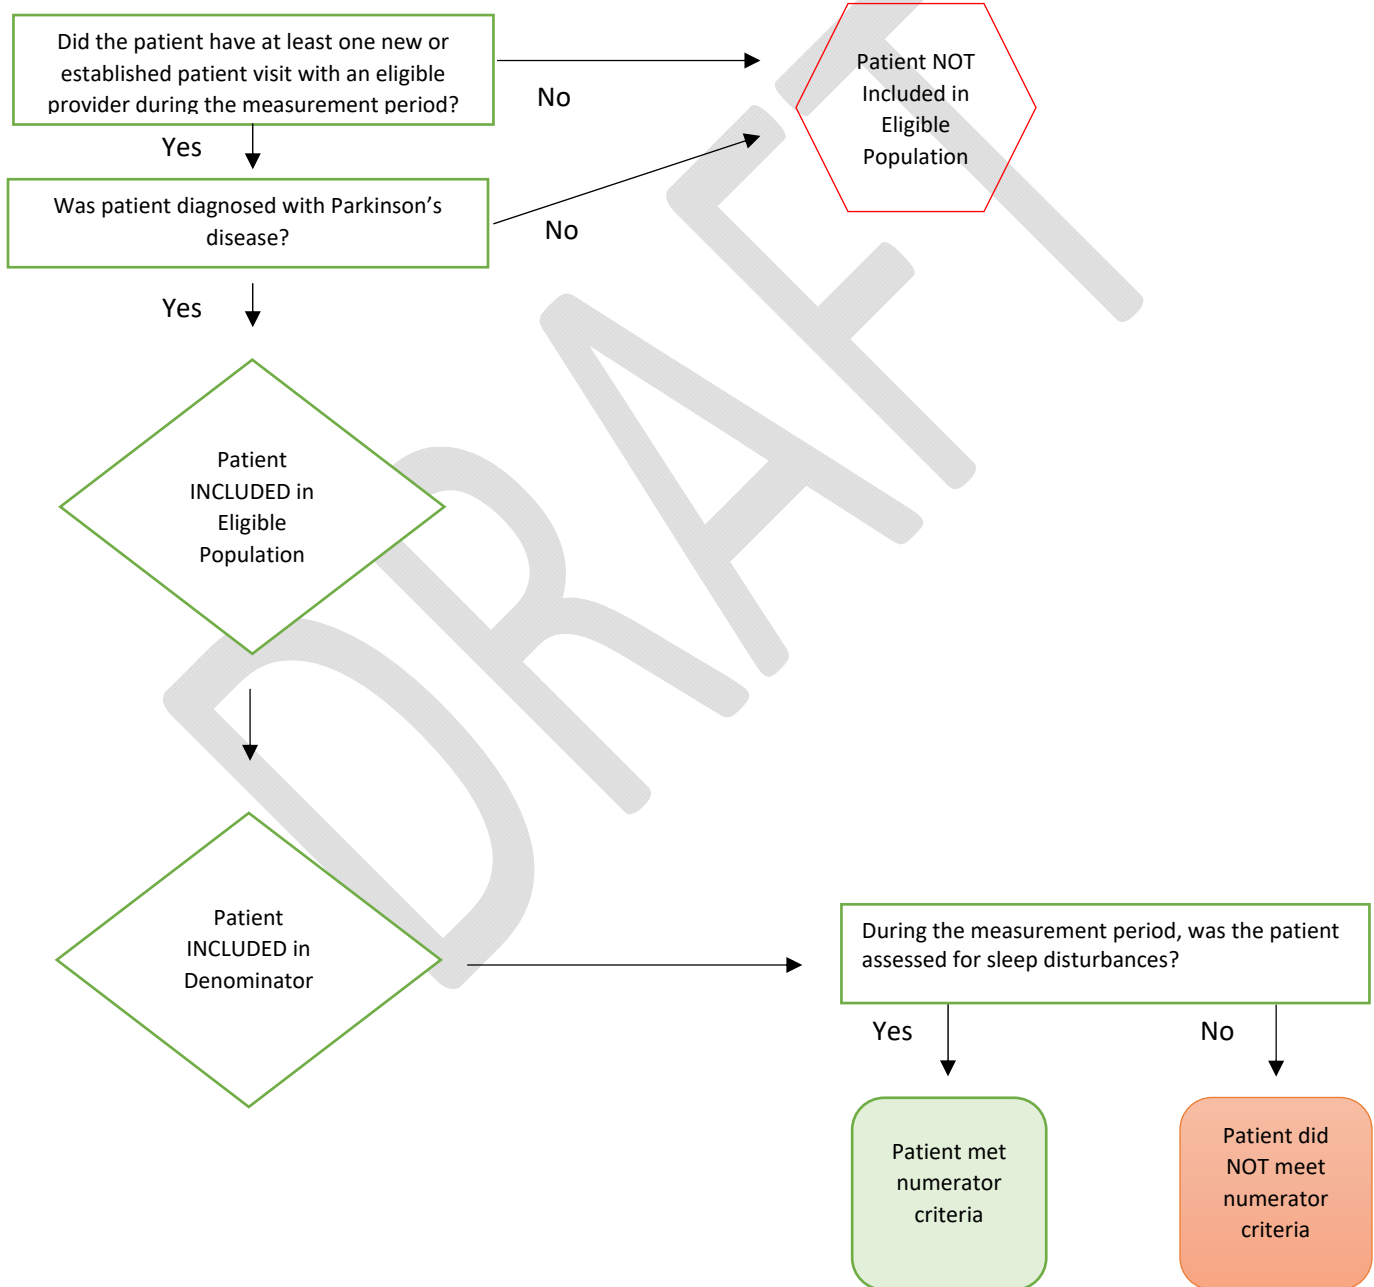 Did the patient have at least one new or
established patient visit with an eligible
provider during the measurement period?
No
Patient NOT
Included in
Eligible
Population
Yes
Was patient diagnosed with Parkinson’s
disease?
No
Yes
Patient
INCLUDED in
Eligible
Population
Patient
INCLUDED in
Denominator
During the measurement period, was the patient
assessed for sleep disturbances?
Yes
No
Patient met
numerator
criteria
Patient did
NOT meet
numerator
criteria
DRAFT